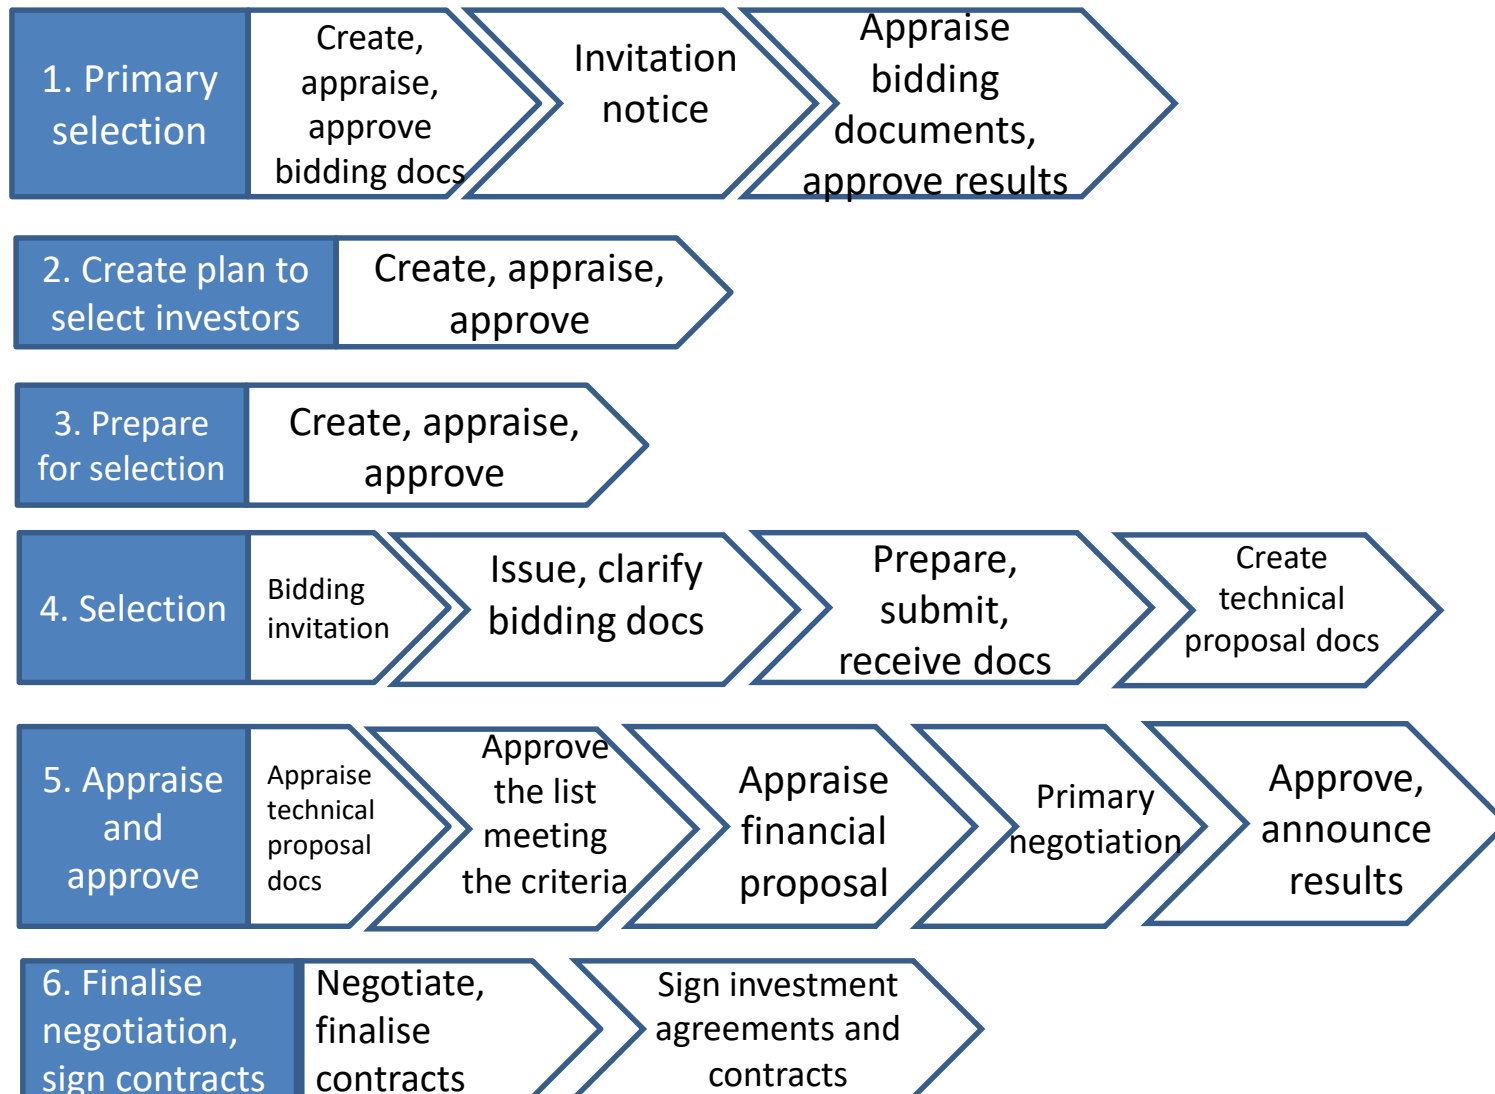 1. Primary
selection
Create,
appraise,
approve
bidding docs
Invitation
notice
Appraise
bidding
documents,
approve results
2. Create plan to
select investors
Create, appraise,
approve
3. Prepare
for selection
Create, appraise,
approve
4. Selection
Bidding
invitation
Issue, clarify
bidding docs
Prepare,
submit,
receive docs
Create
technical
proposal docs
5. Appraise
and
approve
Appraise
technical
proposal
docs
Approve
the list
meeting
the criteria
Appraise
financial
proposal
Primary
negotiation
Approve,
announce
results
6. Finalise
negotiation,
sign contracts
Negotiate,
finalise
contracts
Sign investment
agreements and
contracts